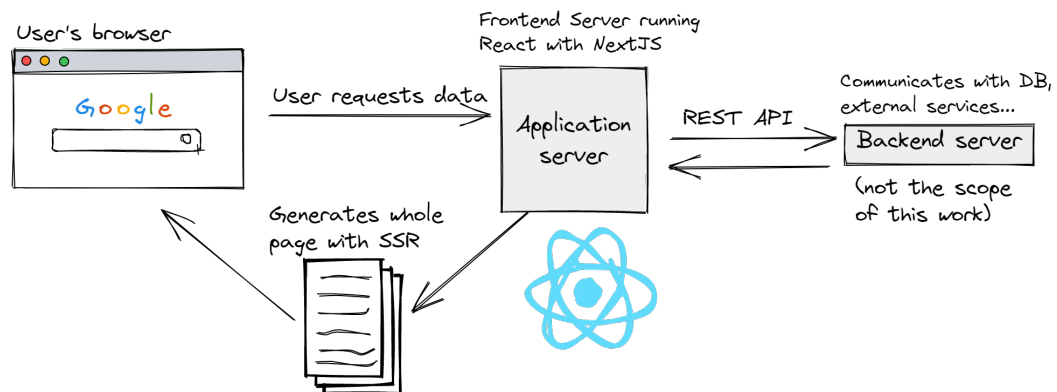 User's browser
Google
User requests data
Frontend Server running
React with NextJS
Application
server
REST API
Communicates with DB,
external services...
Backend server
(not the scope
of this work)
Generates whole
page with SSR